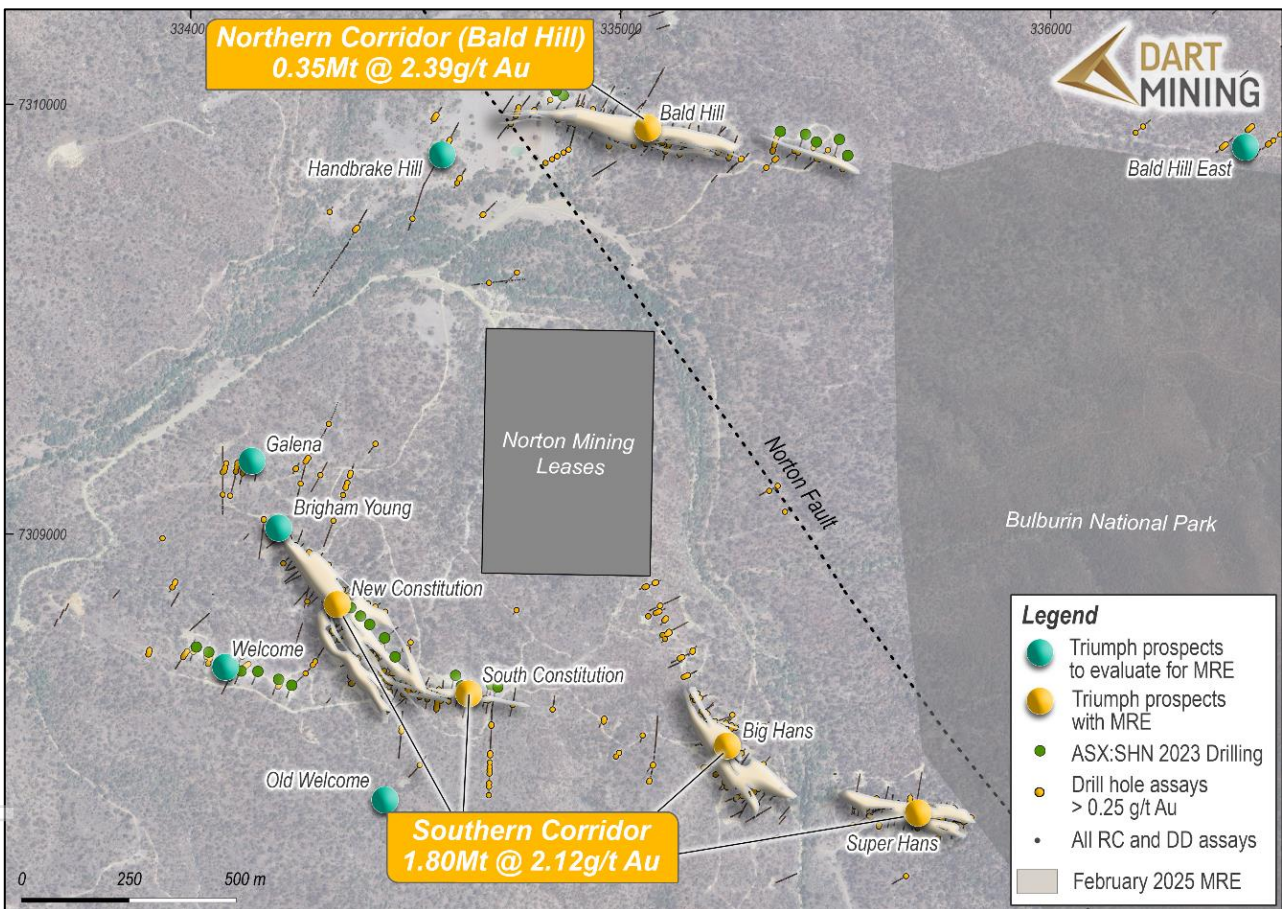 333400
335000
336000
Northern Corridor (Bald Hill)
0.35Mt @ 2.39g/t Au
DART
MINING
7310000
Bald Hill
Handbrake Hill
Bald Hill East
Norton Mining
Leases
Norton Fault
Galena
Bulburin National Park
Brigham Young
7309000
New Constitution
Welcome
South Constitution
Big Hans
Old Welcome
Super Hans
Southern Corridor
1.80Mt @ 2.12g/t Au
0
250
500 m
Legend
Triumph prospects
to evaluate for MRE
Triumph prospects
with MRE
ASX:SHN 2023 Drilling
Drill hole assays
> 0.25 g/t Au
All RC and DD assays
February 2025 MRE